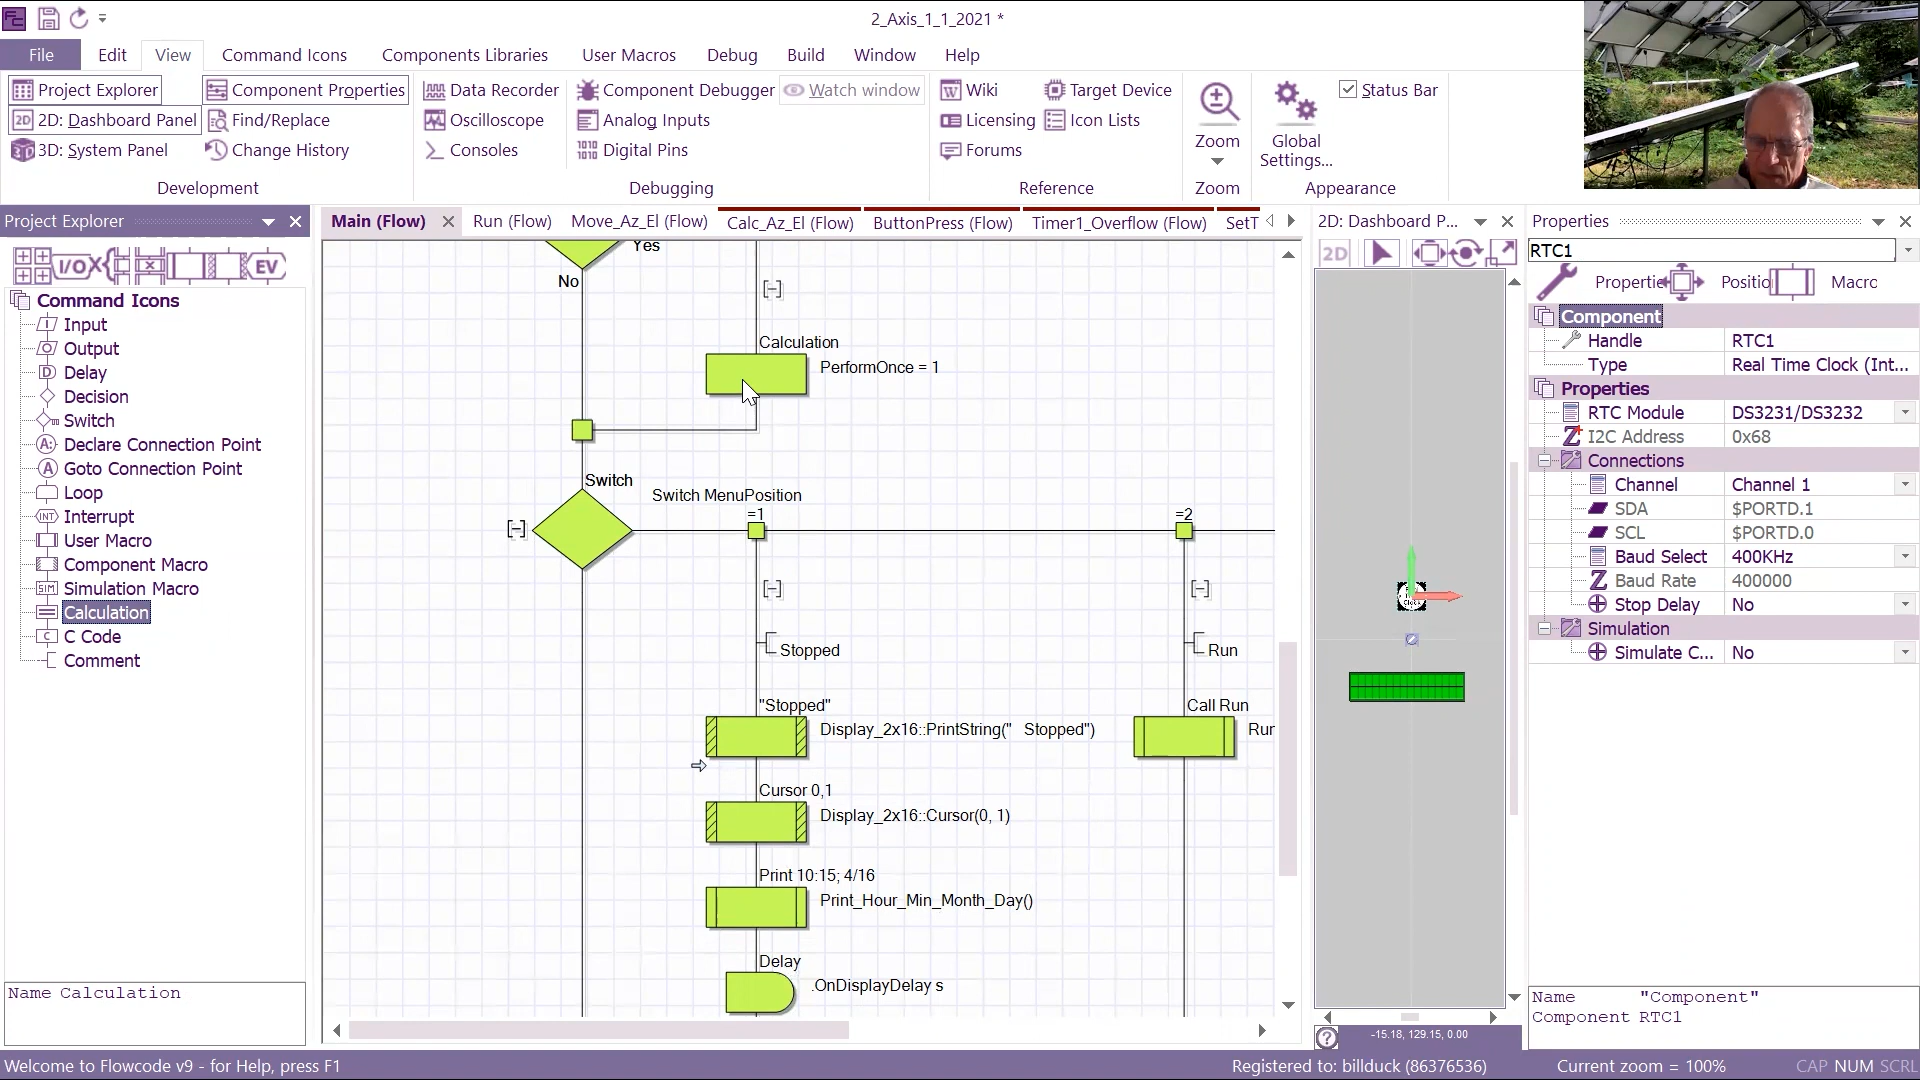 FC
2_Axis_1_1_2021 *
File Edit View Command Icons Components Libraries User Macros Debug Build Window Help
Project Explorer
Component Properties
Data Recorder
Component Debugger
Watch window
Wiki
Target Device
Status Bar
2D: Dashboard Panel
Find/Replace
Oscilloscope
Analog Inputs
Licensing
Icon Lists
Zoom
Global
Settings...
3D: System Panel
Change History
Consoles
Digital Pins
Forums
Development
Debugging
Reference
Zoom
Appearance
Project Explorer
Main (Flow)
Run (Flow)
Move_Az_El (Flow)
Calc_Az_El (Flow)
ButtonPress (Flow)
Timer1_Overflow (Flow)
SetT
2D: Dashboard P...
Properties
I/O
EV
Command Icons
Input
Output
Delay
Decision
Switch
Declare Connection Point
Goto Connection Point
Loop
Interrupt
User Macro
Component Macro
Simulation Macro
Calculation
C Code
Comment
Name Calculation
Yes
No
Calculation
PerformOnce = 1
Switch
Switch MenuPosition
=1
=2
Stopped
Run
"Stopped"
Display_2x16::PrintString("   Stopped")
Call Run
Run
Cursor 0,1
Display_2x16::Cursor(0, 1)
Print 10:15; 4/16
Print_Hour_Min_Month_Day()
Delay
.OnDisplayDelay s
2D
-15.18, 129.15, 0.00
RTC1
Propertie
Positio
Macro
Component
Handle RTC1
Type Real Time Clock (Int...
Properties
RTC Module DS3231/DS3232
I2C Address 0x68
Connections
Channel Channel 1
SDA $PORTD.1
SCL $PORTD.0
Baud Select 400KHz
Baud Rate 400000
Stop Delay No
Simulation
Simulate C... No
Name "Component"
Component RTC1
Welcome to Flowcode v9 - for Help, press F1
Registered to: billduck (86376536)
Current zoom = 100%
CAP NUM SCRL